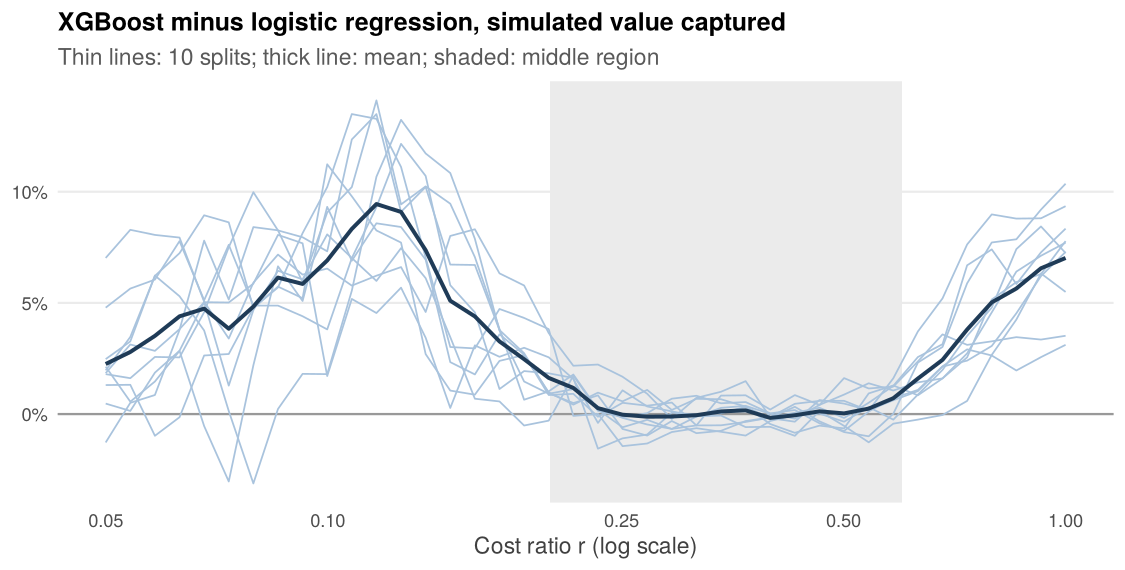 XGBoost minus logistic regression, simulated value captured
Thin lines: 10 splits; thick line: mean; shaded: middle region
10%
5%
0%
0.05 0.10 0.25 0.50 1.00
Cost ratio r (log scale)